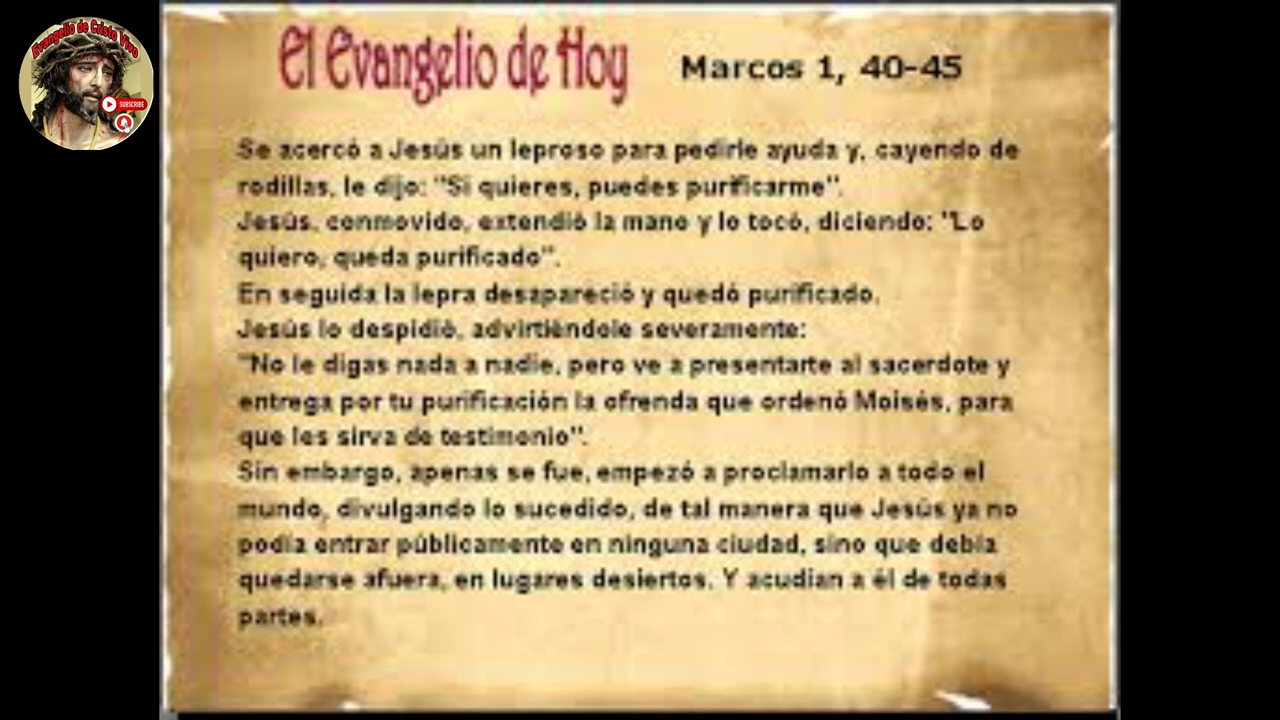 Evangelio de Cristo Vivo
SUBSCRIBE
El Evangelio de Hoy
Marcos 1, 40-45
Se acercó a Jesús un leproso para pedirle ayuda y, cayendo de
rodillas, le dijo: "Si quieres, puedes purificarme".
Jesús, conmovido, extendió la mano y lo tocó, diciendo: "Lo
quiero, queda purificado".
En seguida la lepra desapareció y quedó purificado.
Jesús lo despidió, advirtiéndole severamente:
"No le digas nada a nadie, pero ve a presentarte al sacerdote y
entrega por tu purificación la ofrenda que ordenó Moisés, para
que les sirva de testimonio".
Sin embargo, apenas se fue, empezó a proclamarlo a todo el
mundo, divulgando lo sucedido, de tal manera que Jesús ya no
podía entrar públicamente en ninguna ciudad, sino que debía
quedarse afuera, en lugares desiertos. Y acudían a él de todas
partes.